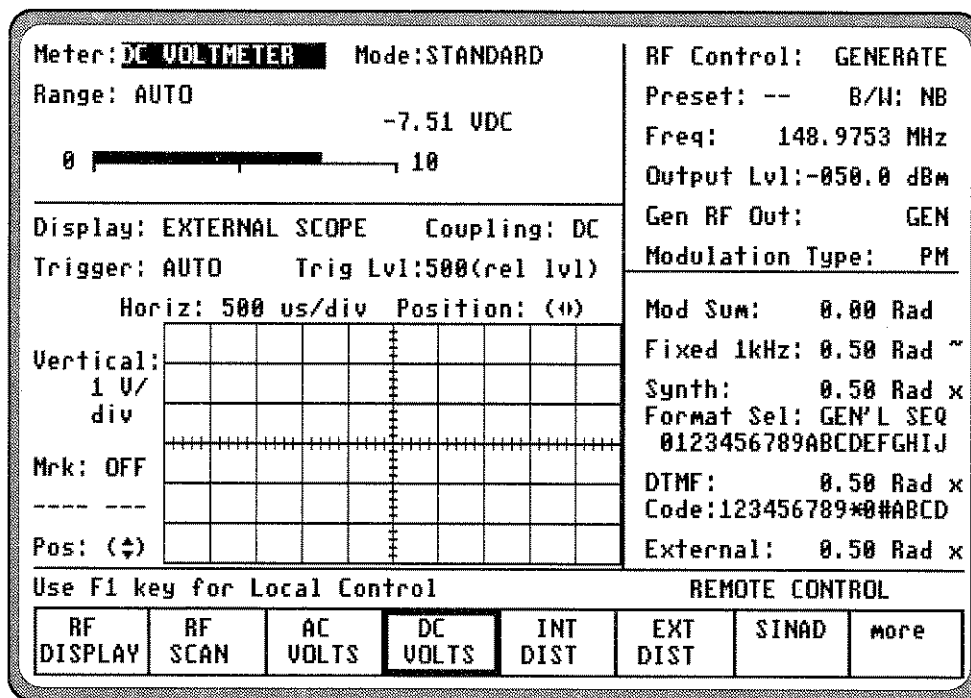 Meter:DC VOLTMETER Mode:STANDARD
Range: AUTO
-7.51 VDC
0 10
Display: EXTERNAL SCOPE Coupling: DC
Trigger: AUTO Trig Lvl:500(rel lvl)
Horiz: 500 us/div Position: (◂▸)
Vertical:
1 V/
div
Mrk: OFF
---- ---
Pos: (▴▾)
RF Control: GENERATE
Preset: -- B/W: NB
Freq: 148.9753 MHz
Output Lvl:-050.0 dBm
Gen RF Out: GEN
Modulation Type: PM
Mod Sum: 0.00 Rad
Fixed 1kHz: 0.50 Rad ~
Synth: 0.50 Rad x
Format Sel: GEN'L SEQ
0123456789ABCDEFGHIJ
DTMF: 0.50 Rad x
Code:123456789*0#ABCD
External: 0.50 Rad x
Use F1 key for Local Control REMOTE CONTROL
RF DISPLAY
RF SCAN
AC VOLTS
DC VOLTS
INT DIST
EXT DIST
SINAD
more